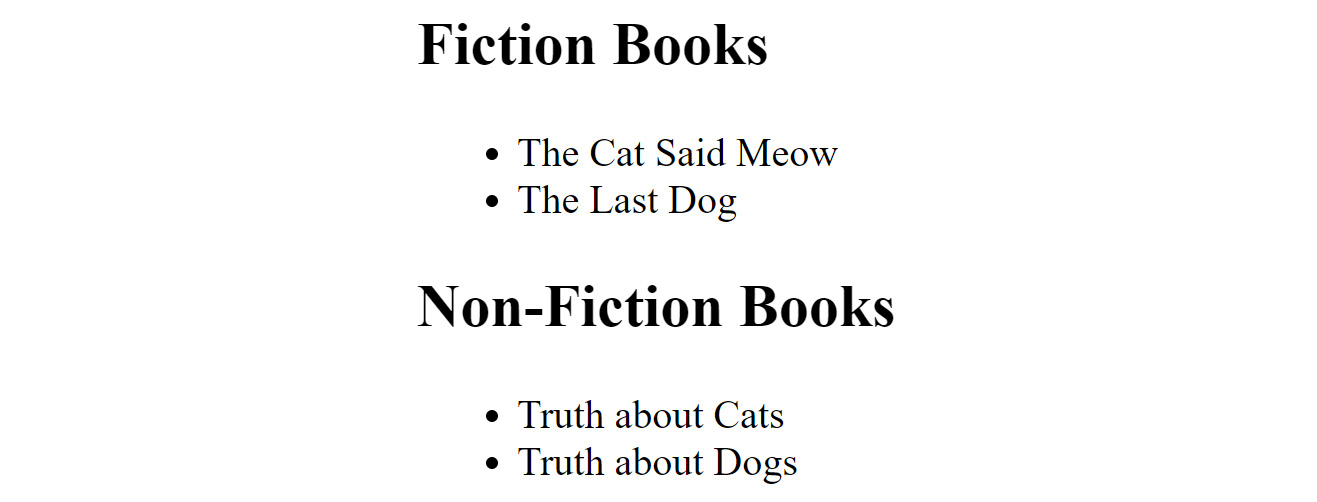 Fiction Books
• The Cat Said Meow
• The Last Dog
Non-Fiction Books
• Truth about Cats
• Truth about Dogs